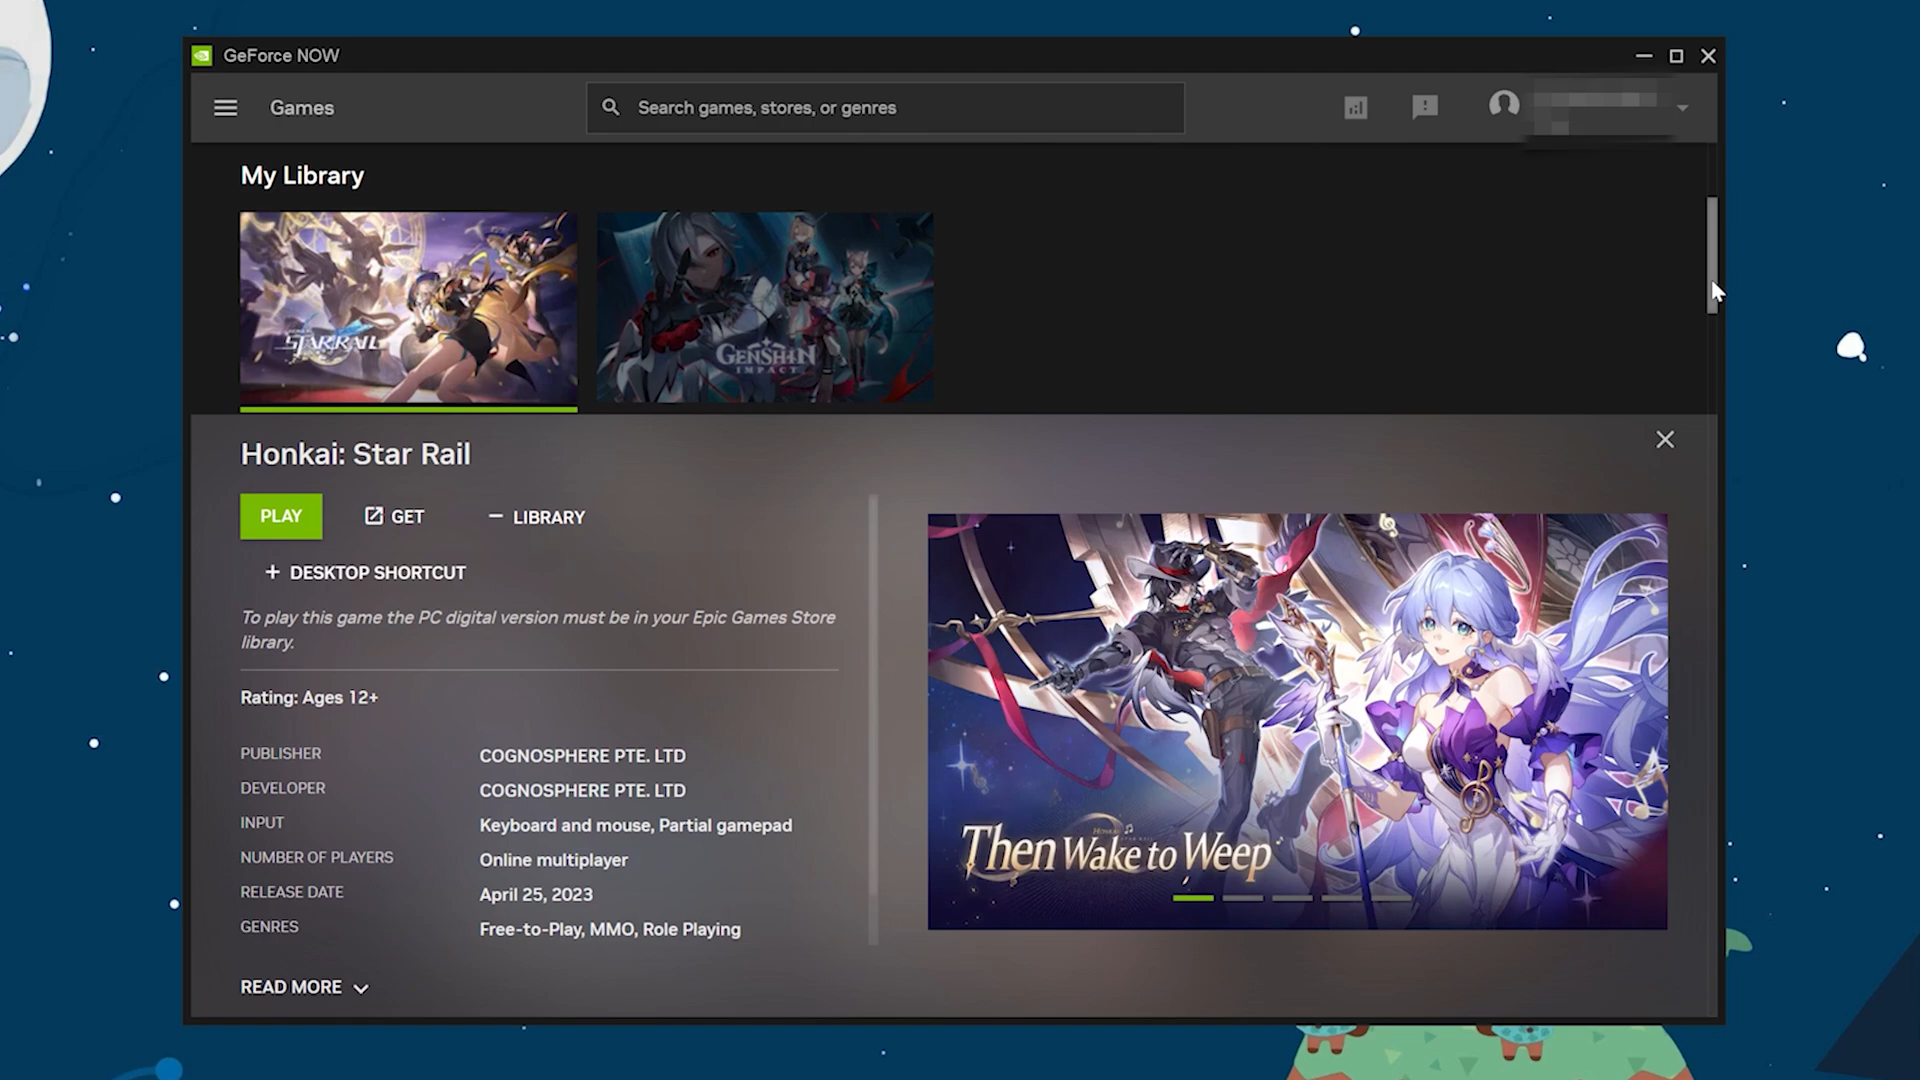 GeForce NOW
Games
Search games, stores, or genres
My Library
STAR RAIL
GENSHIN
IMPACT
Honkai: Star Rail
PLAY
GET
LIBRARY
+ DESKTOP SHORTCUT
To play this game the PC digital version must be in your Epic Games Store
library.
Rating: Ages 12+
PUBLISHER COGNOSPHERE PTE. LTD
DEVELOPER COGNOSPHERE PTE. LTD
INPUT Keyboard and mouse, Partial gamepad
NUMBER OF PLAYERS Online multiplayer
RELEASE DATE April 25, 2023
GENRES Free-to-Play, MMO, Role Playing
READ MORE
Then Wake to Weep